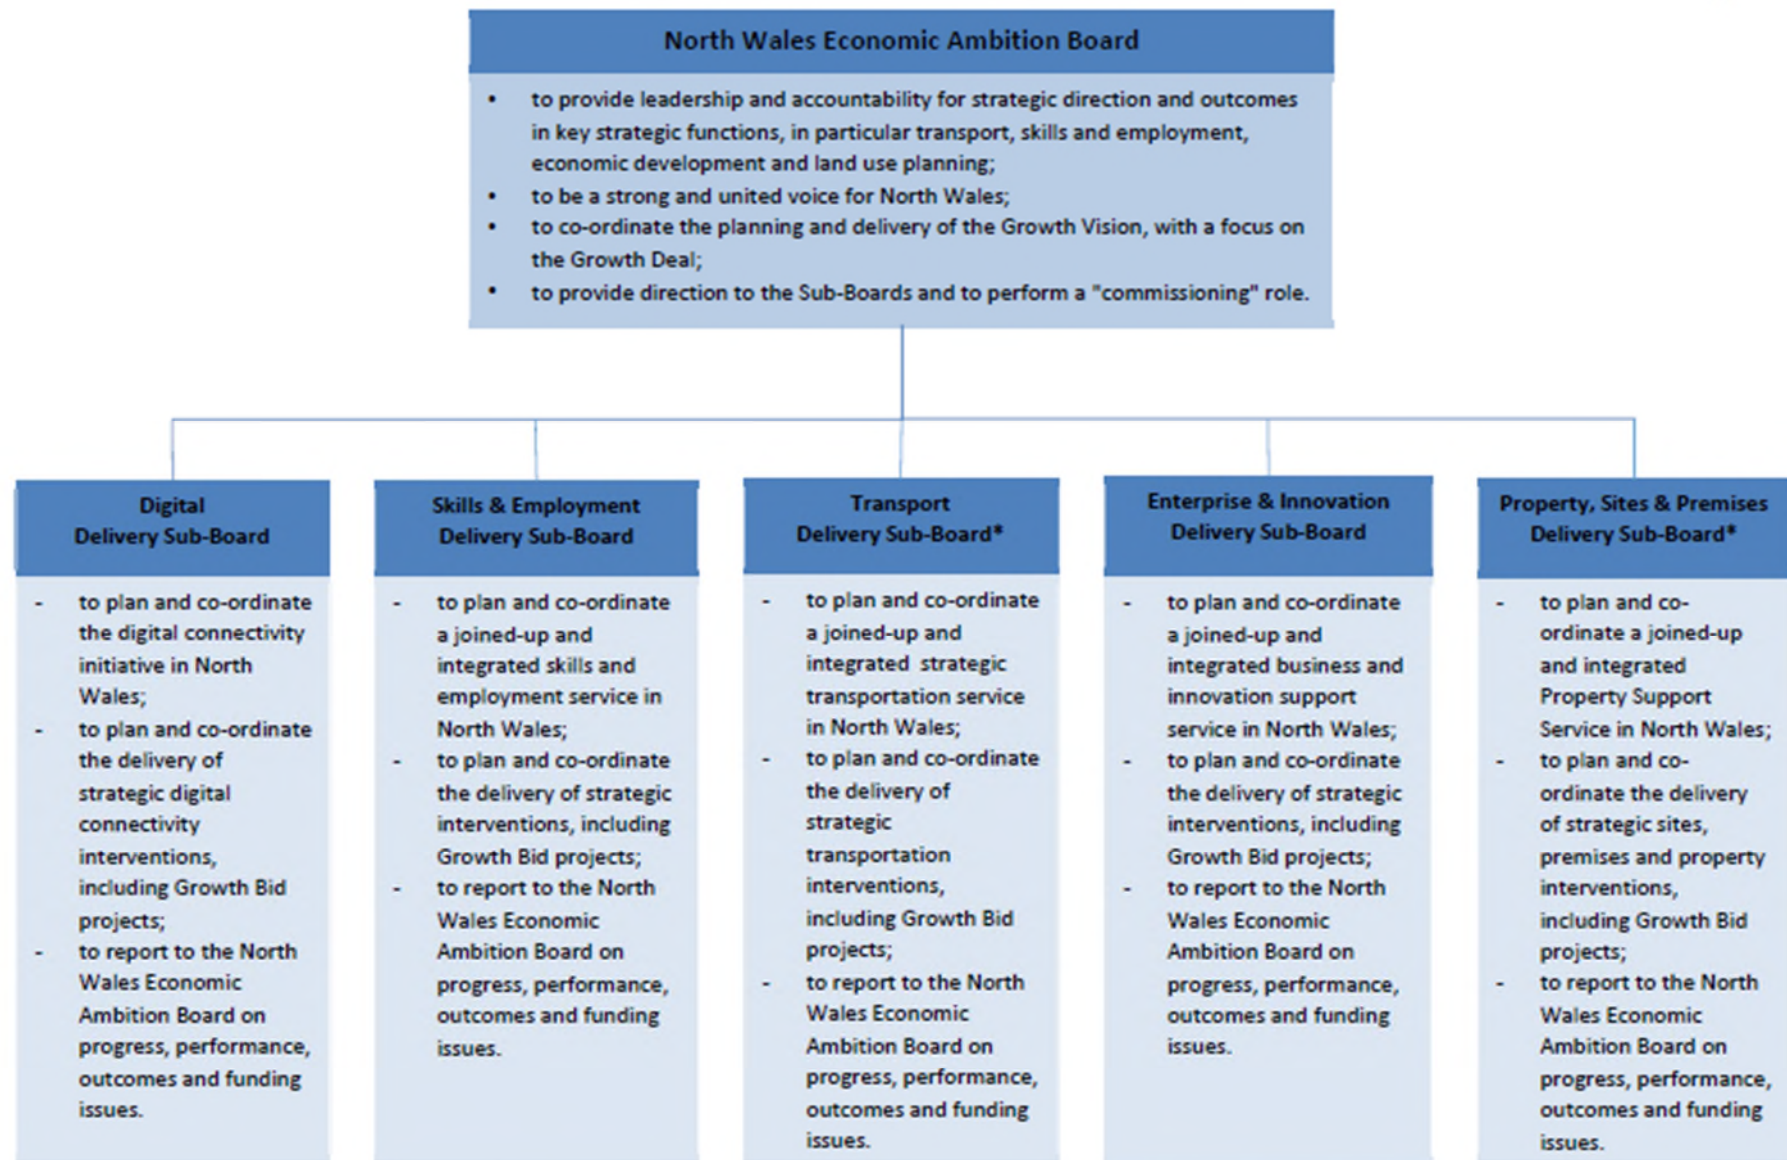 North Wales Economic Ambition Board
• to provide leadership and accountability for strategic direction and outcomes
in key strategic functions, in particular transport, skills and employment,
economic development and land use planning;
• to be a strong and united voice for North Wales;
• to co-ordinate the planning and delivery of the Growth Vision, with a focus on
the Growth Deal;
• to provide direction to the Sub-Boards and to perform a "commissioning" role.
Digital
Delivery Sub-Board
- to plan and co-ordinate
the digital connectivity
initiative in North
Wales;
- to plan and co-ordinate
the delivery of
strategic digital
connectivity
interventions,
including Growth Bid
projects;
- to report to the North
Wales Economic
Ambition Board on
progress, performance,
outcomes and funding
issues.
Skills & Employment
Delivery Sub-Board
- to plan and co-ordinate
a joined-up and
integrated skills and
employment service in
North Wales;
- to plan and co-ordinate
the delivery of strategic
interventions, including
Growth Bid projects;
- to report to the North
Wales Economic
Ambition Board on
progress, performance,
outcomes and funding
issues.
Transport
Delivery Sub-Board*
- to plan and co-ordinate
a joined-up and
integrated strategic
transportation service
in North Wales;
- to plan and co-ordinate
the delivery of
strategic
transportation
interventions,
including Growth Bid
projects;
- to report to the North
Wales Economic
Ambition Board on
progress, performance,
outcomes and funding
issues.
Enterprise & Innovation
Delivery Sub-Board
- to plan and co-ordinate
a joined-up and
integrated business and
innovation support
service in North Wales;
- to plan and co-ordinate
the delivery of strategic
interventions, including
Growth Bid projects;
- to report to the North
Wales Economic
Ambition Board on
progress, performance,
outcomes and funding
issues.
Property, Sites & Premises
Delivery Sub-Board*
- to plan and co-
ordinate a joined-up
and integrated
Property Support
Service in North Wales;
- to plan and co-
ordinate the delivery
of strategic sites,
premises and property
interventions,
including Growth Bid
projects;
- to report to the North
Wales Economic
Ambition Board on
progress, performance,
outcomes and funding
issues.